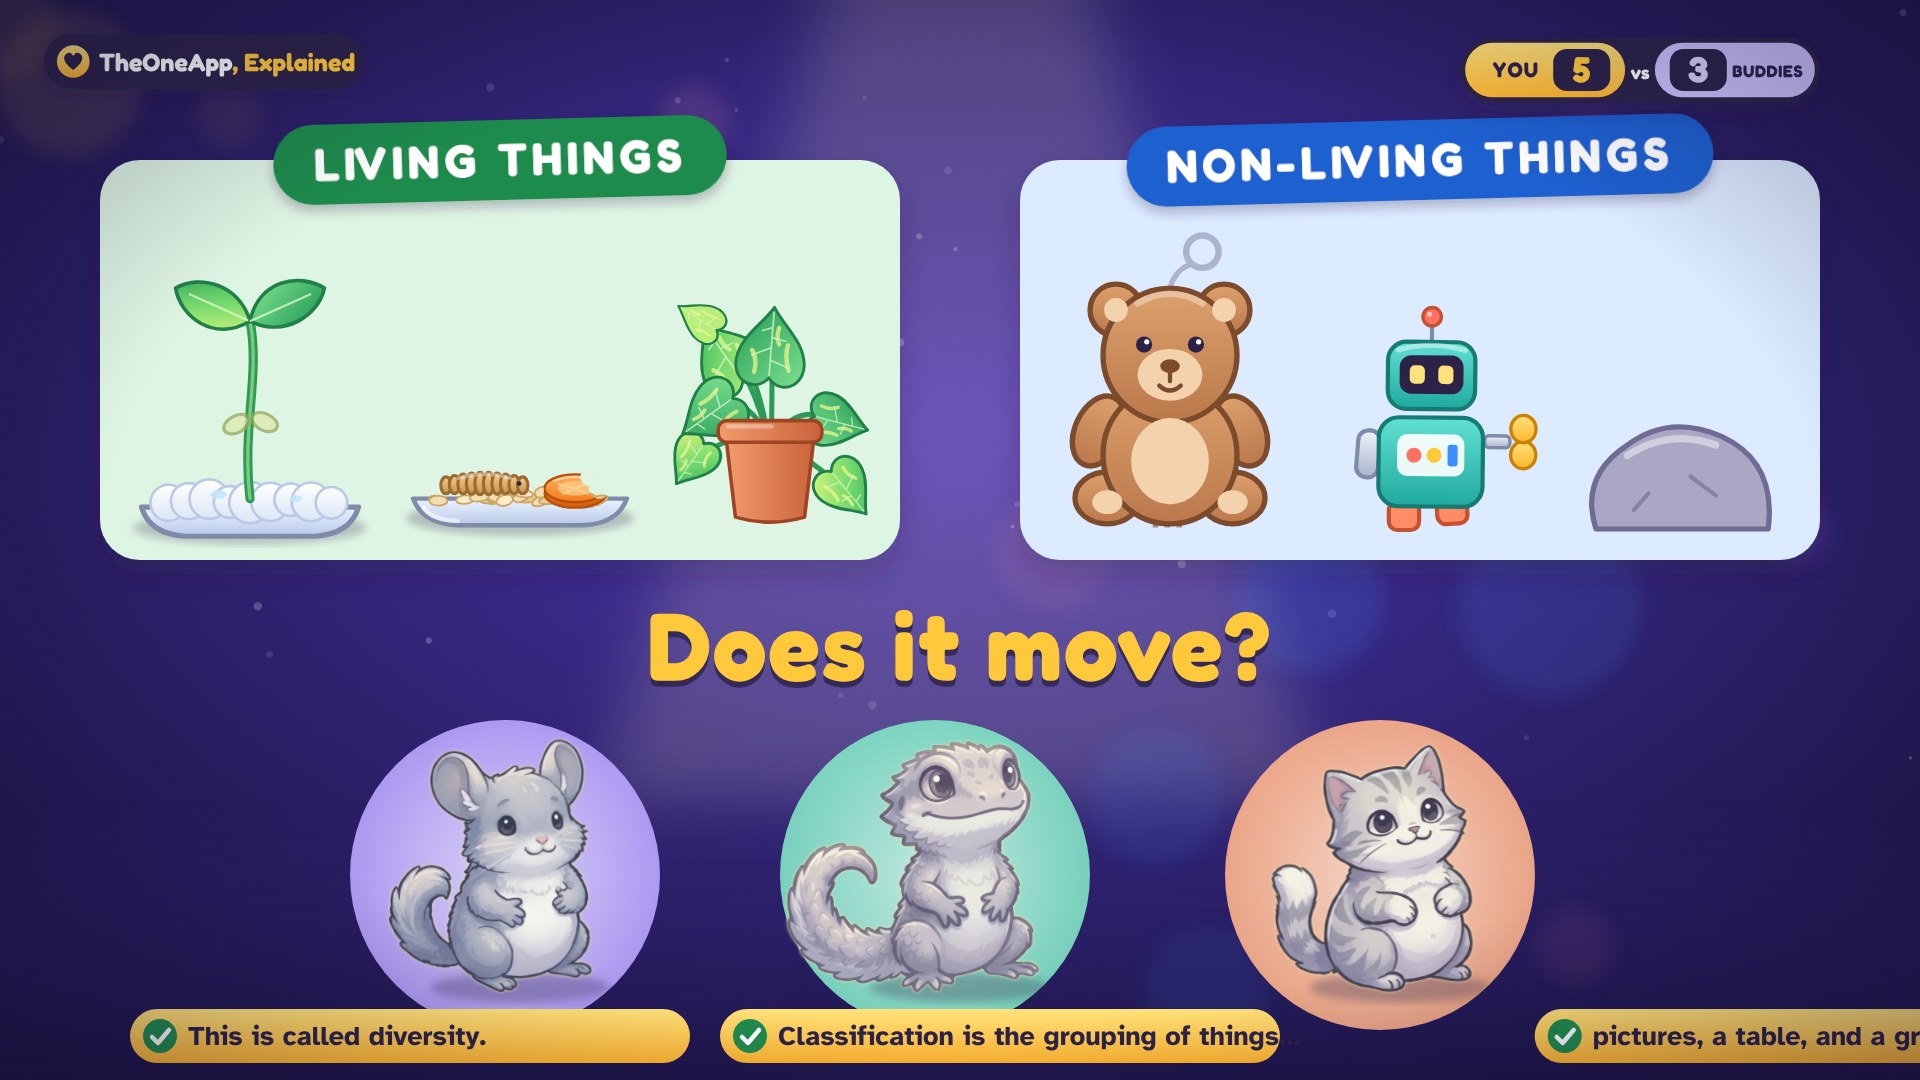 TheOneApp, Explained
YOU 5 vs 3 BUDDIES
LIVING THINGS
NON-LIVING THINGS
Does it move?
This is called diversity.
Classification is the grouping of things...
pictures, a table, and a gr